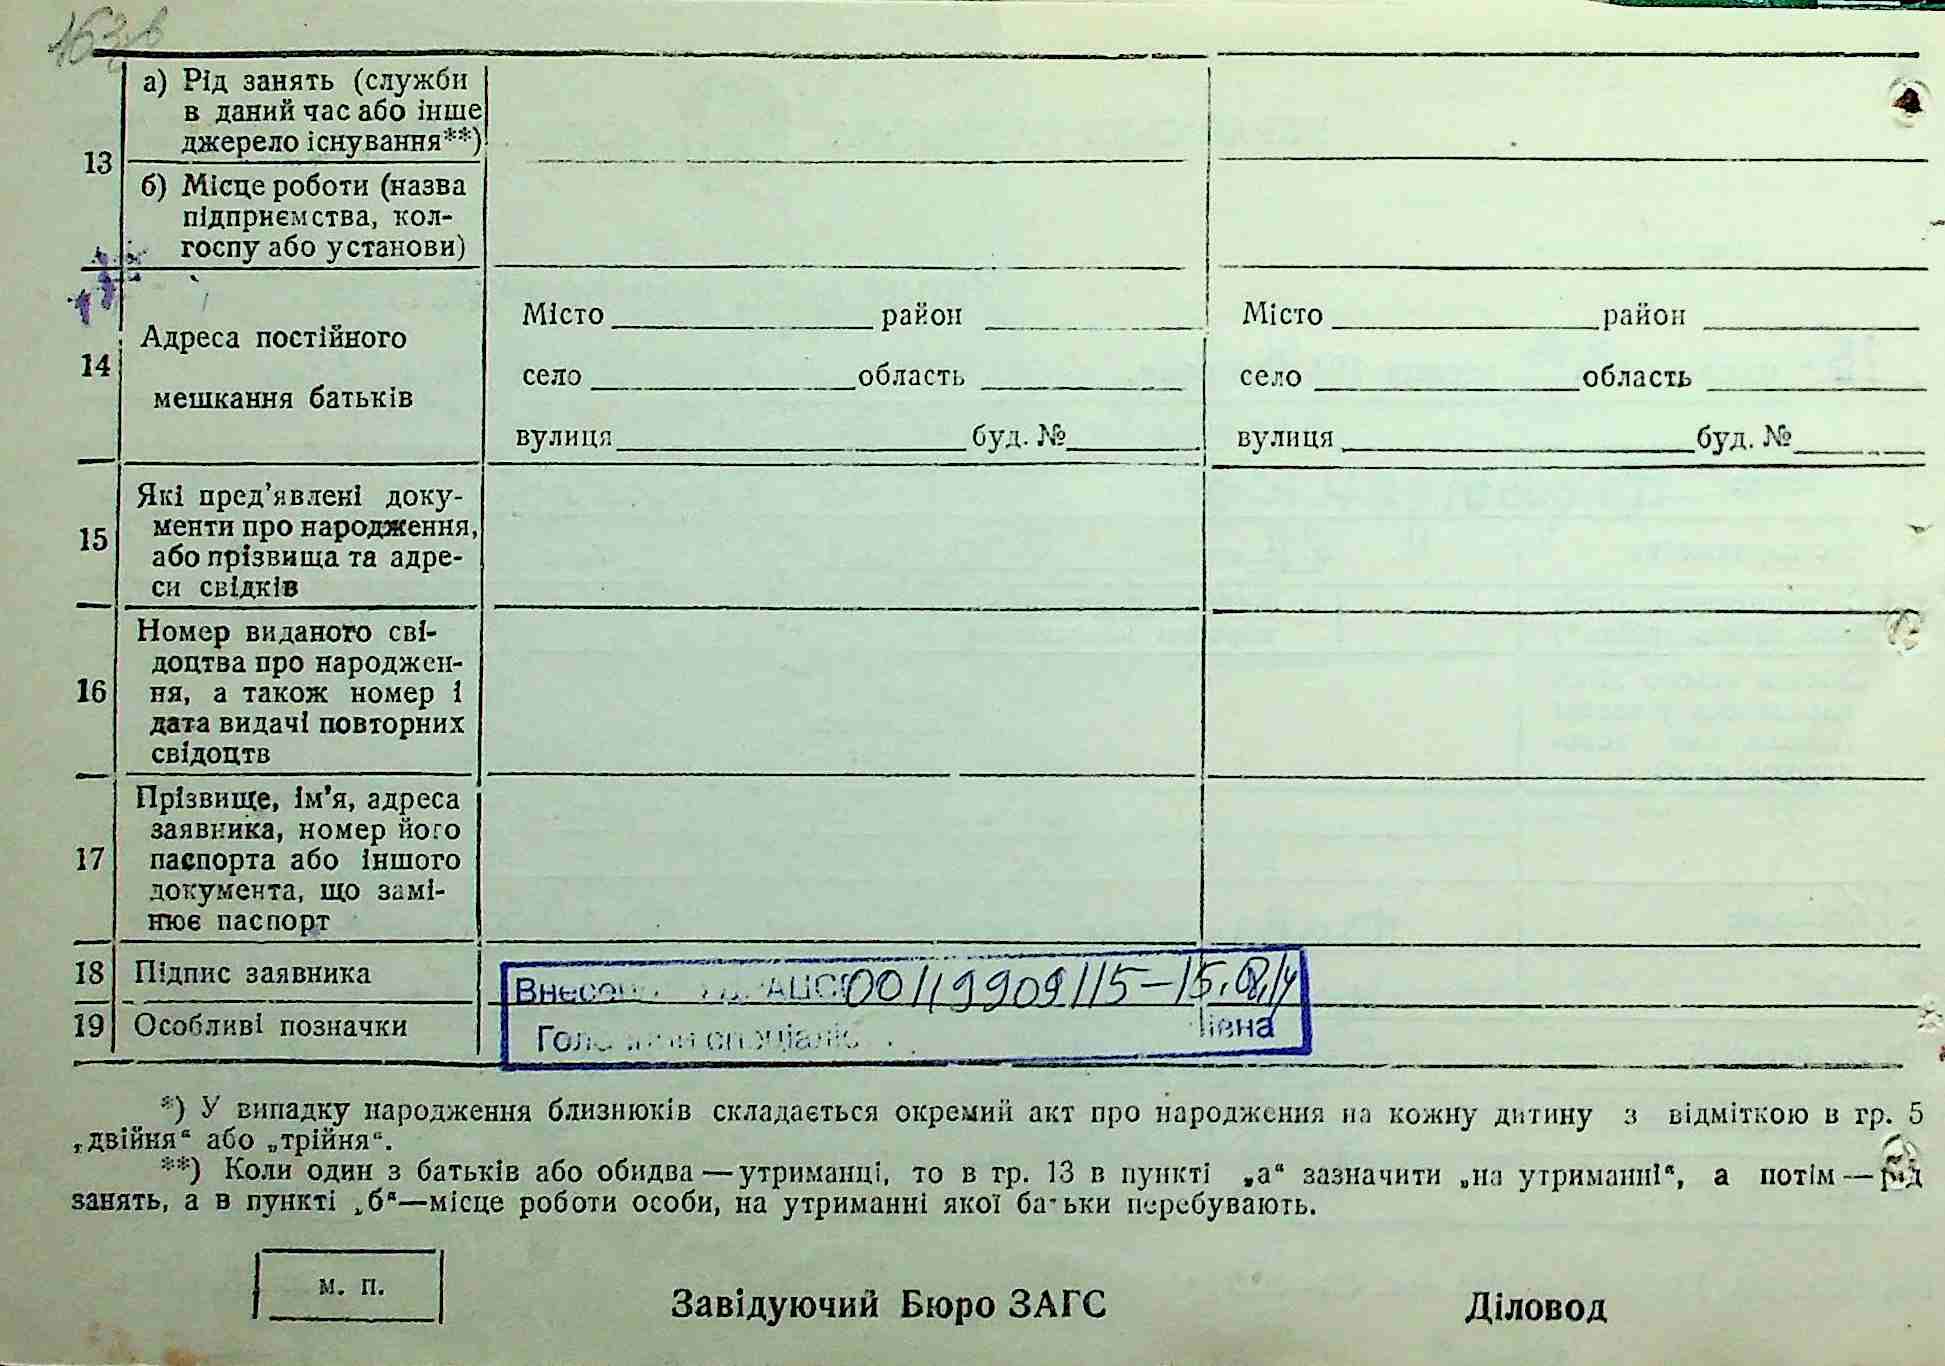 163 в
13
а) Рід занять (служби
в даний час або інше
джерело існування**)
б) Місце роботи (назва
підприємства, кол-
госпу або установи)
14
Адреса постійного
мешкання батьків
Місто район
село область
вулиця буд. №
Місто район
село область
вулиця буд. №
15
Які пред’явлені доку-
менти про народження,
або прізвища та адре-
си свідків
16
Номер виданого сві-
доцтва про народжен-
ня, а також номер і
дата видачі повторних
свідоцтв
17
Прізвище, ім’я, адреса
заявника, номер його
паспорта або іншого
документа, що замі-
нює паспорт
18 Підпис заявника
00119909115-15.08.14
19 Особливі позначки
*) У випадку народження близнюків складається окремий акт про народження на кожну дитину з відміткою в гр. 5
„двійня“ або „трійня“.
**) Коли один з батьків або обидва—утриманці, то в гр. 13 в пункті „а“ зазначити „на утриманні“, а потім—рід
занять, а в пункті „б“—місце роботи особи, на утриманні якої батьки перебувають.
м. п.
Завідуючий Бюро ЗАГС
Діловод